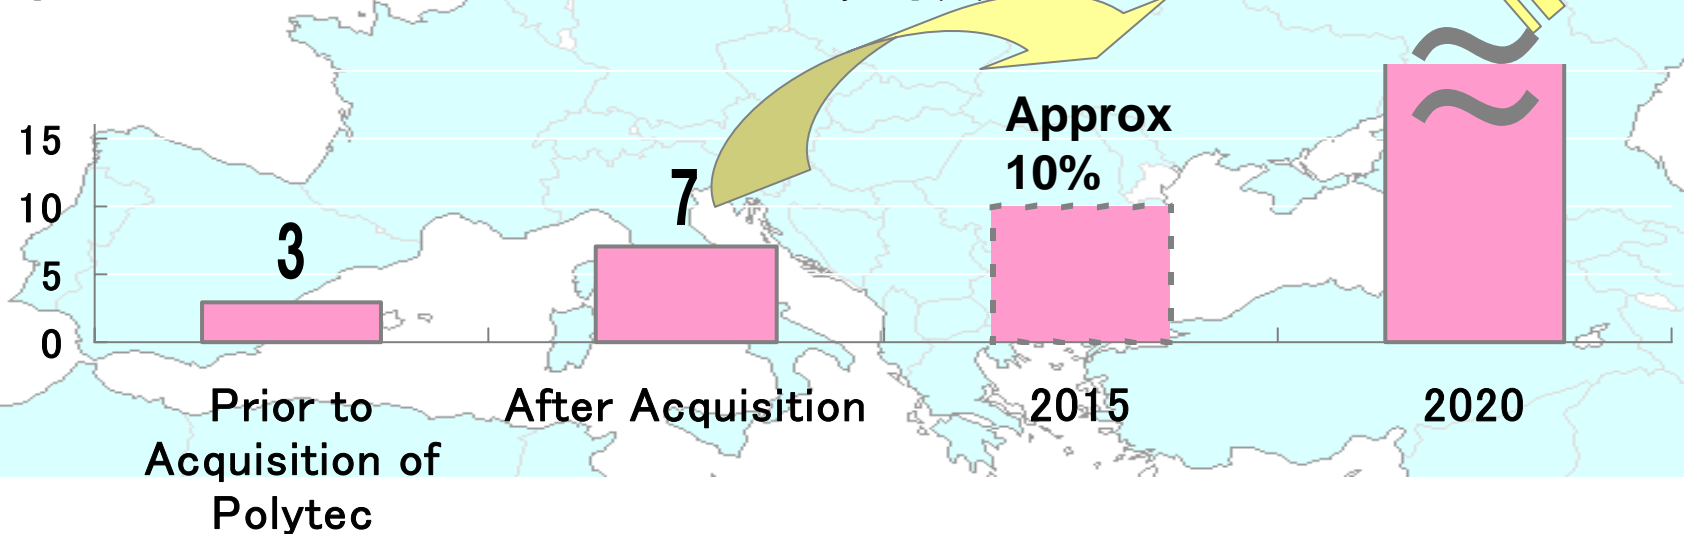 Approx
10%
15
10
5
0
3
7
Prior to
Acquisition of
Polytec
After Acquisition
2015
2020